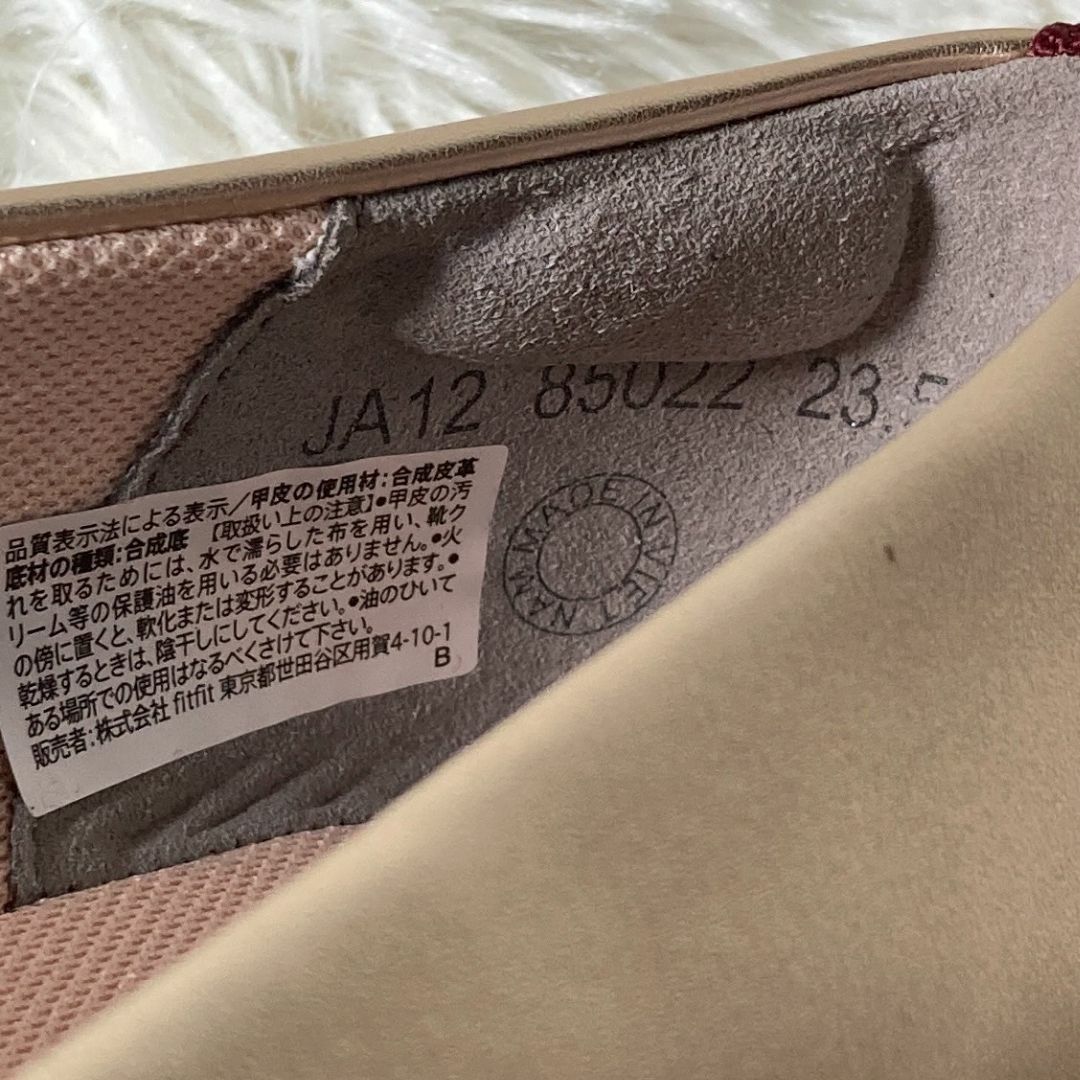 JA12 85022 23.5
MADE IN VIET NAM
品質表示法による表示/甲皮の使用材:合成皮革
底材の種類:合成底 【取扱い上の注意】●甲皮の汚
れを取るためには、水で濡らした布を用い、靴ク
リーム等の保護油を用いる必要はありません。●火
の傍に置くと、軟化または変形することがあります。●
乾燥するときは、陰干しにしてください。●油のひいて
ある場所での使用はなるべくさけて下さい。
販売者:株式会社 fitfit 東京都世田谷区用賀4-10-1
B